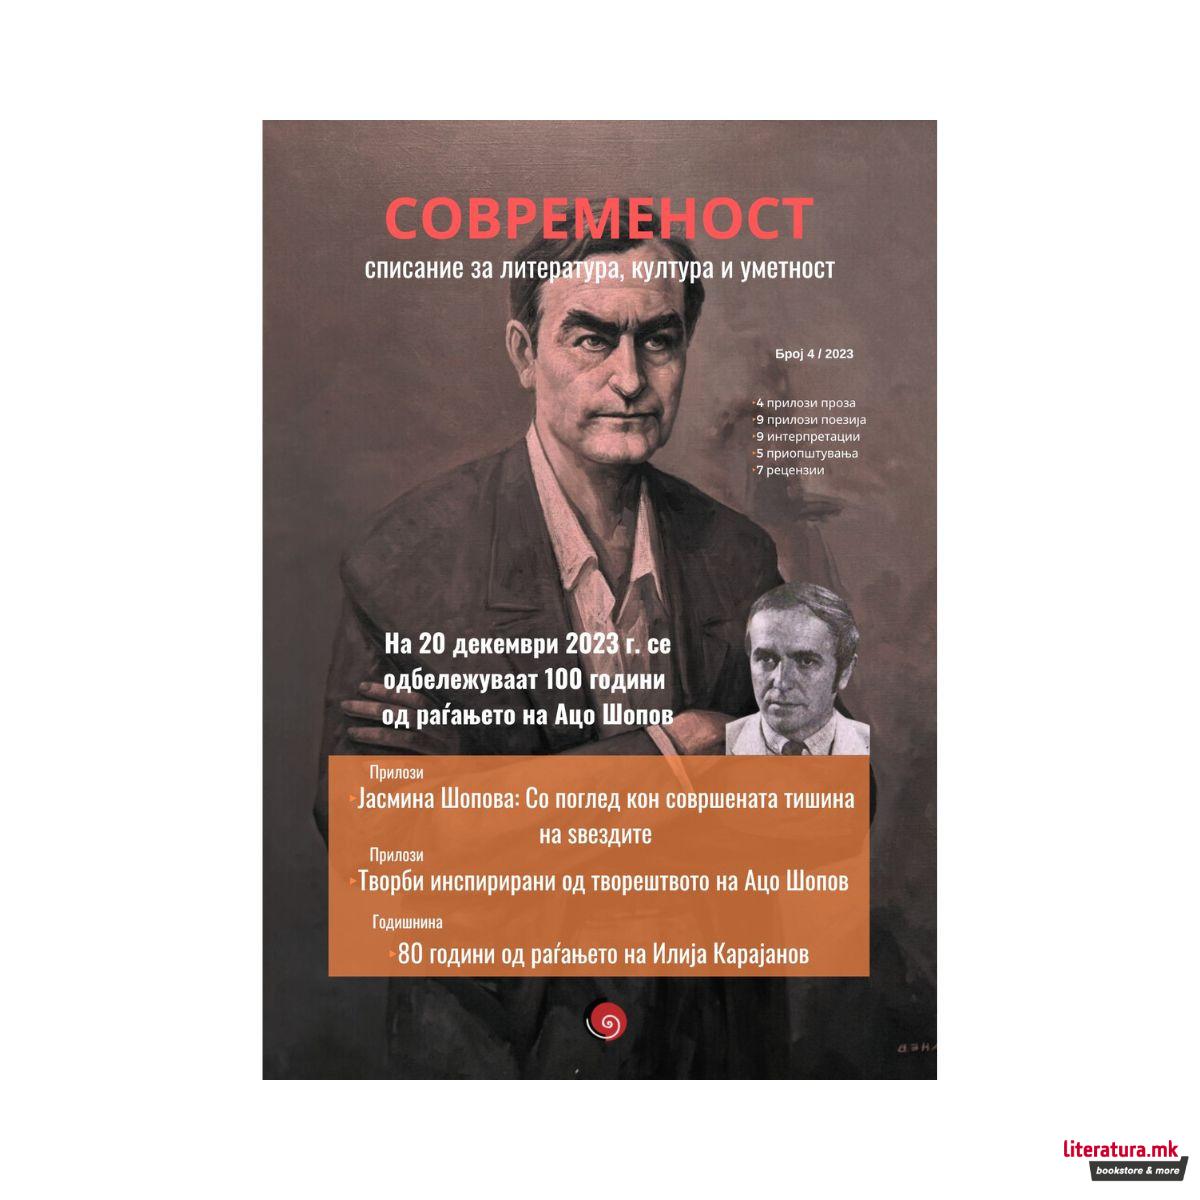 СОВРЕМЕНОСТ
списание за литература, култура и уметност
Број 4 / 2023
4 прилози проза
9 прилози поезија
9 интерпретации
5 приопштувања
7 рецензии
На 20 декември 2023 г. се
одбележуваат 100 години
од раѓањето на Ацо Шопов
Прилози
Јасмина Шопова: Со поглед кон совршената тишина
на ѕвездите
Прилози
Творби инспирирани од творештвото на Ацо Шопов
Годишнина
80 години од раѓањето на Илија Карајанов
literatura.mk
bookstore & more